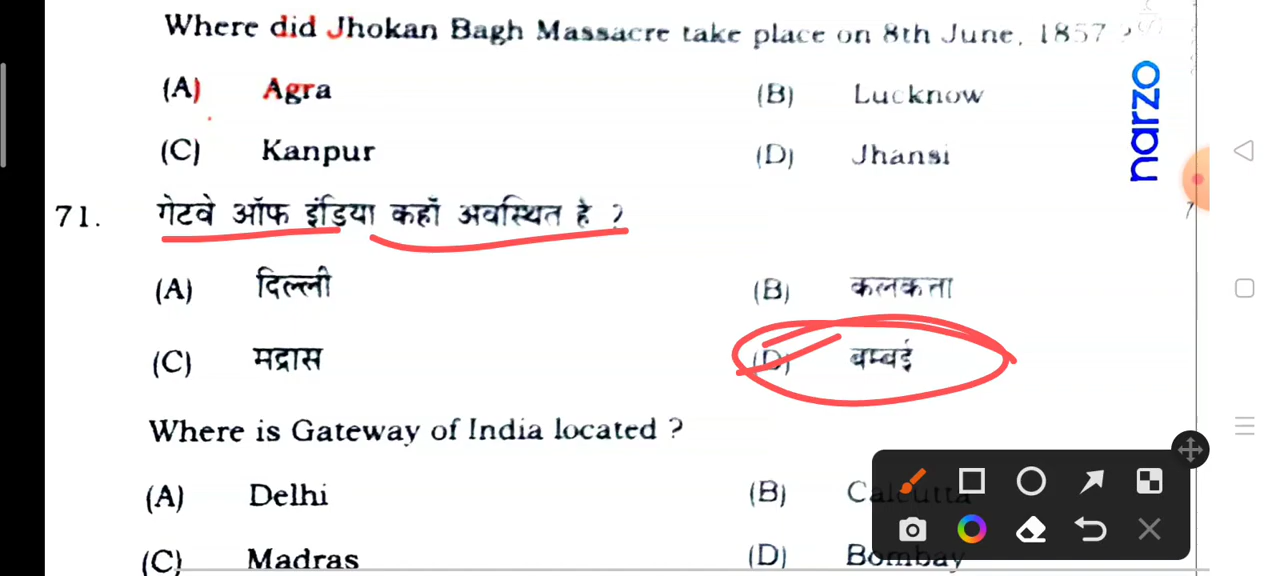 Where did Jhokan Bagh Massacre take place on 8th June, 1857 ?
(A) Agra (B) Lucknow
(C) Kanpur (D) Jhansi
narzo
71. गेटवे ऑफ इंडिया कहाँ अवस्थित है ?
(A) दिल्ली (B) कलकत्ता
(C) मद्रास (D) बम्बई
Where is Gateway of India located ?
(A) Delhi (B) Calcutta
(C) Madras (D) Bombay